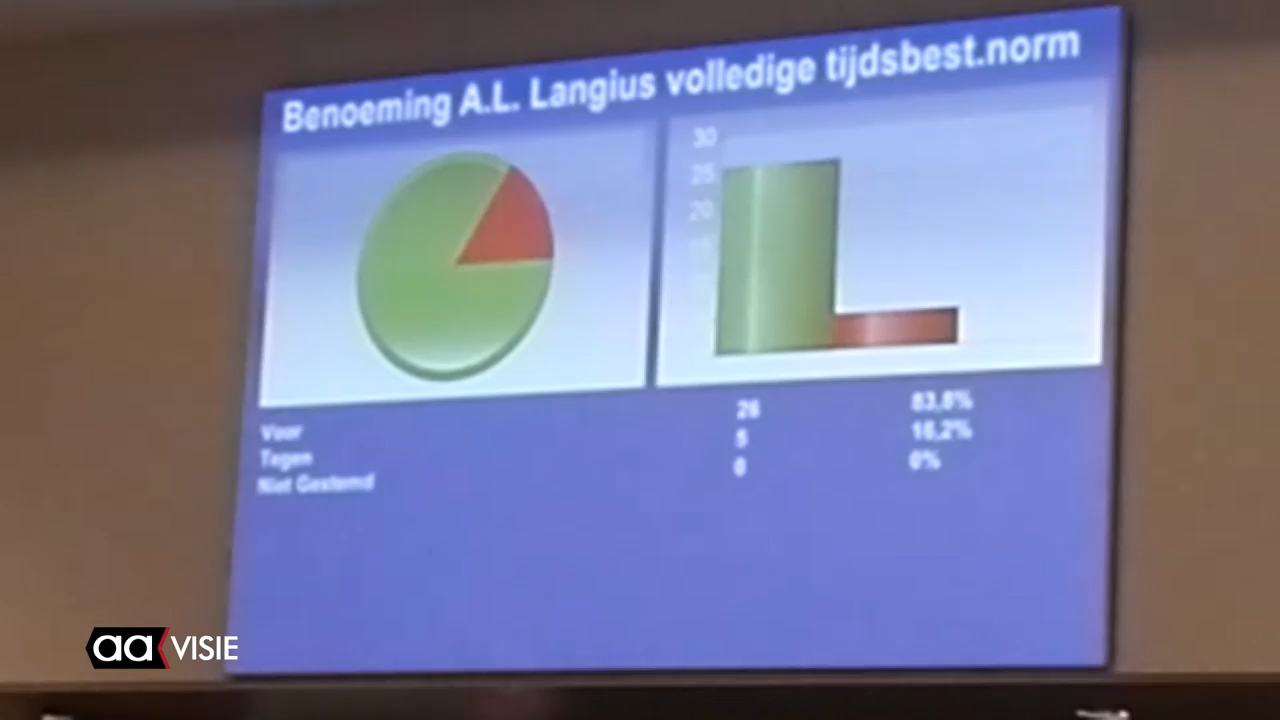 Benoeming A.L. Langius volledige tijdsbest.norm
30
25
20
Voor 26 83,8%
Tegen 5 16,2%
Niet Gestemd 0 0%
aa VISIE